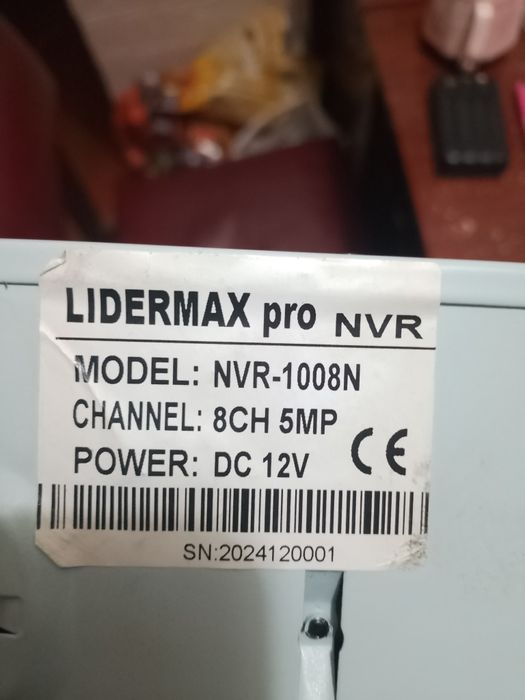 LIDERMAX pro NVR
MODEL: NVR-1008N
CHANNEL: 8CH 5MP
POWER: DC 12V CE
SN:2024120001